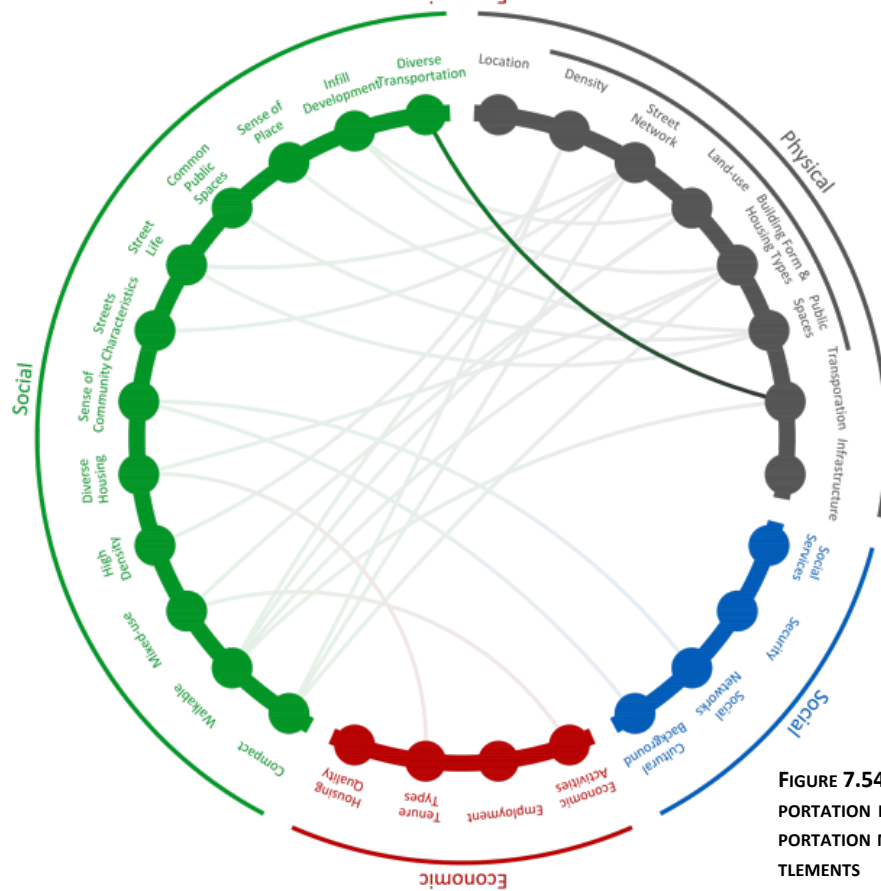 Social
Diverse
Transportation
Infill
Development
Sense of
Place
Common
Public
Spaces
Street
Life
Streets
Characteristics
Sense of
Community
Diverse
Housing
High
Density
Mixed-use
Walkable
Compact
Physical
Location
Density
Street
Network
Land-use
Building Form &
Housing Types
Public
Spaces
Transporation
Infrastructure
Social
Social
Services
Security
Social
Networks
Cultural
Background
Economic
Economic
Activities
Employment
Tenure
Types
Housing
Quality
FIGURE 7.54
PORTATION
PORTATION
TLEMENTS